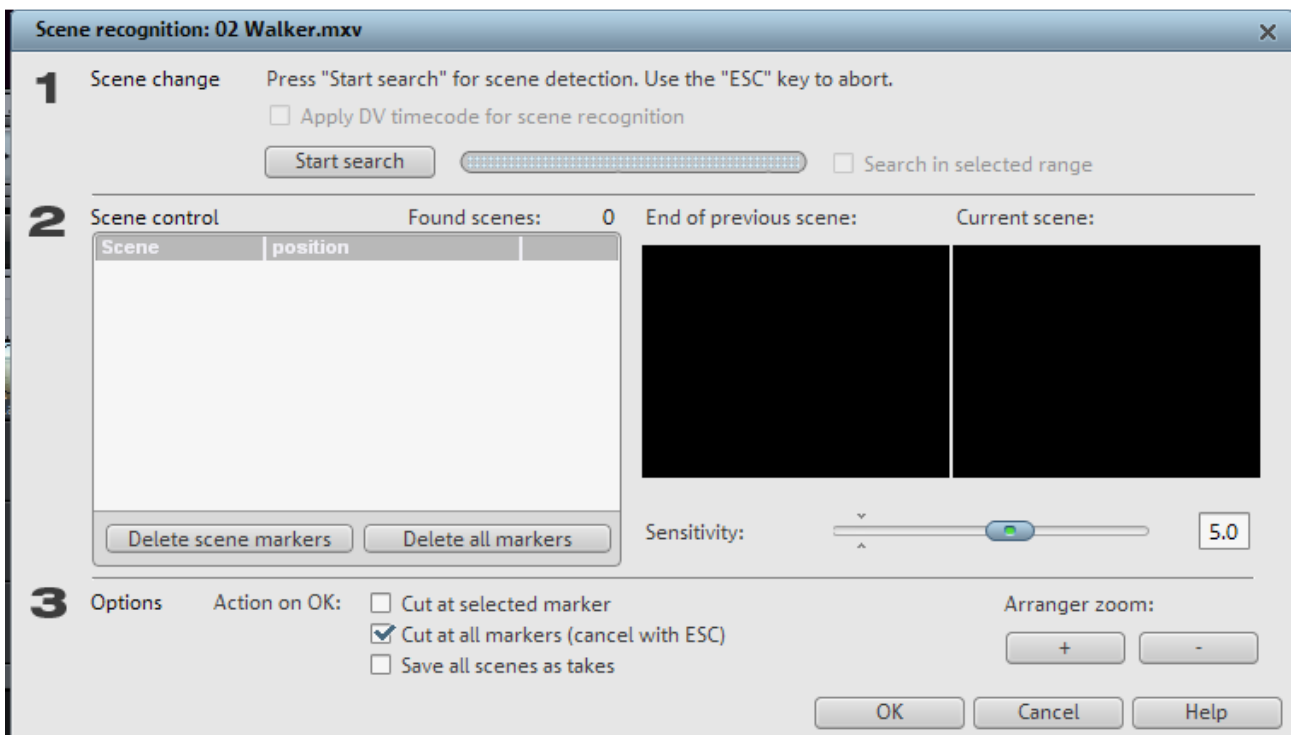 Scene recognition: 02 Walker.mxv
1 Scene change Press "Start search" for scene detection. Use the "ESC" key to abort.
Apply DV timecode for scene recognition
Start search Search in selected range
2 Scene control Found scenes: 0 End of previous scene: Current scene:
Scene position
Delete scene markers Delete all markers Sensitivity: 5.0
3 Options Action on OK: Cut at selected marker Arranger zoom:
Cut at all markers (cancel with ESC)
+ -
Save all scenes as takes
OK Cancel Help